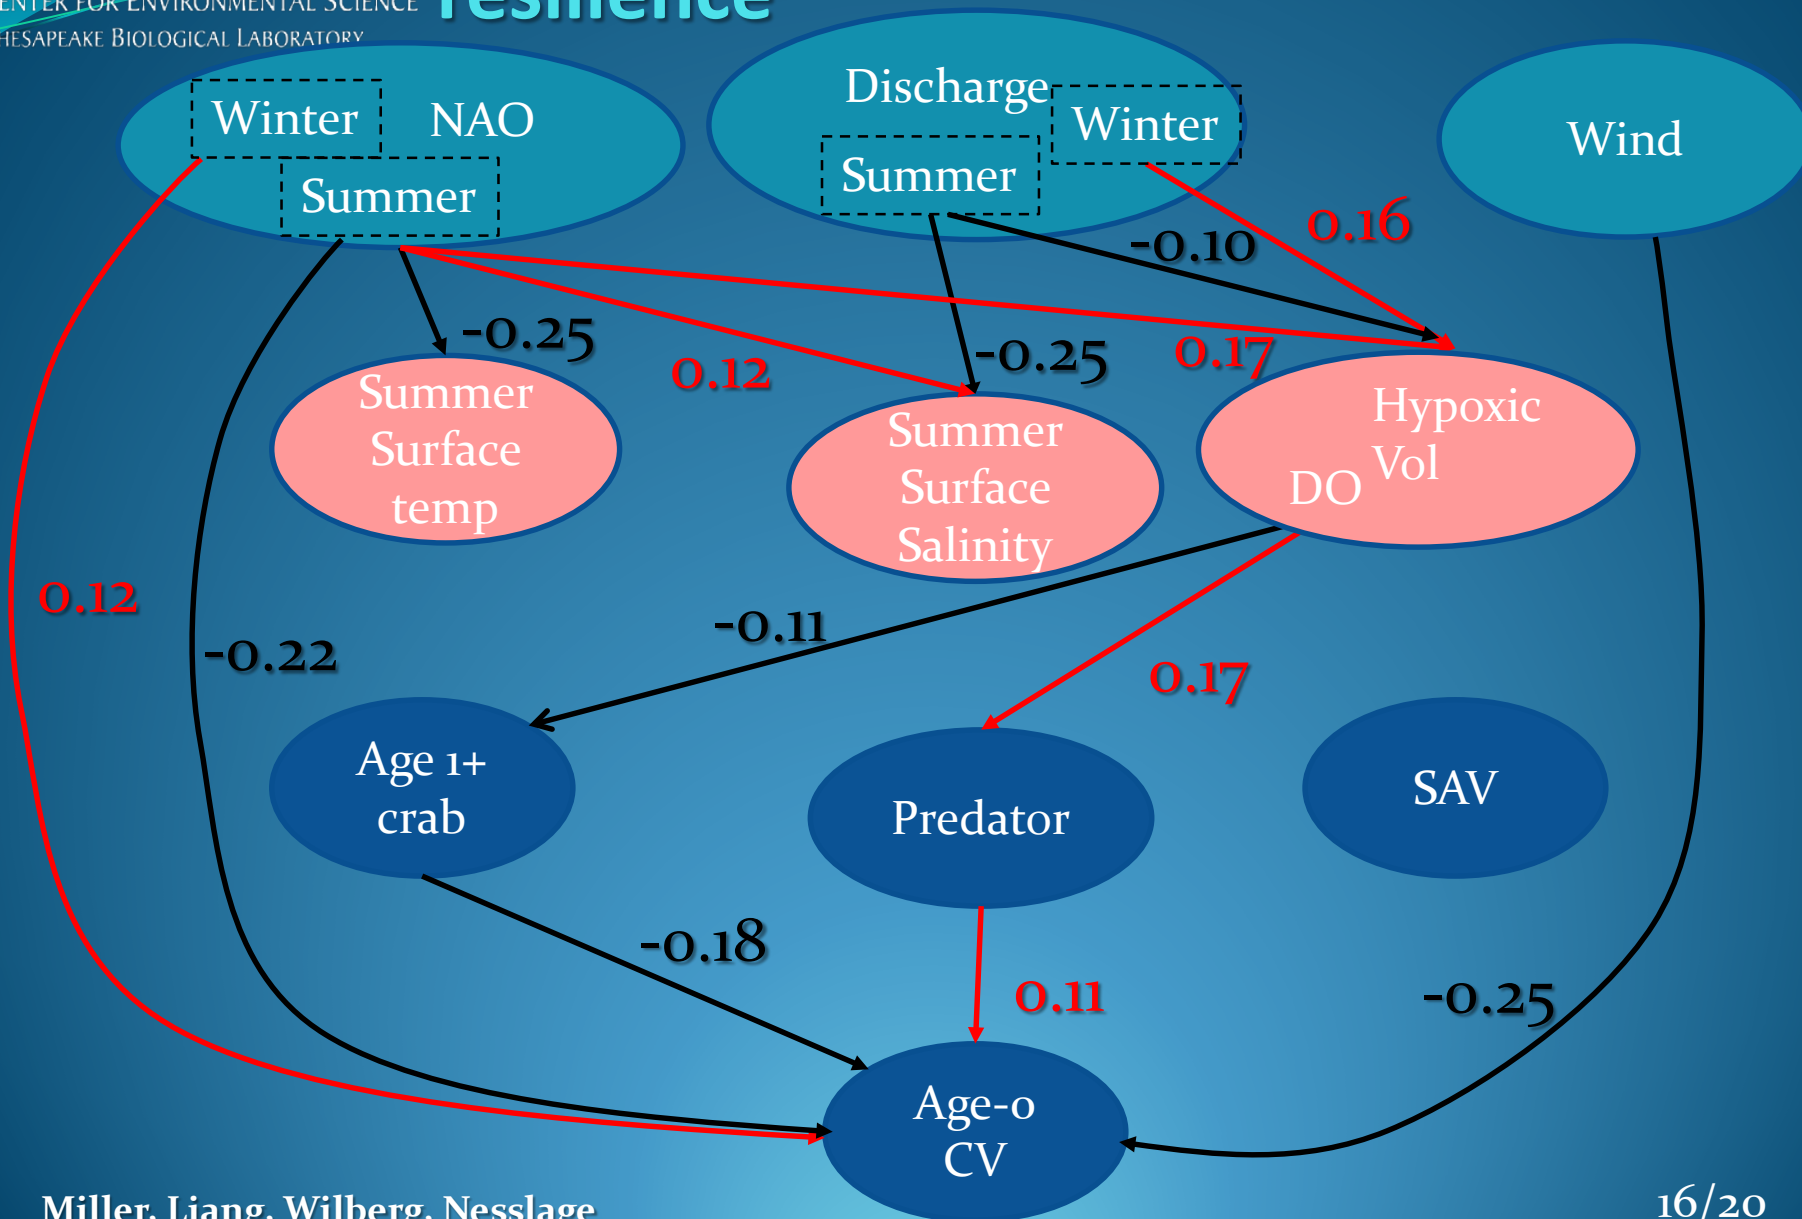 CENTER FOR ENVIRONMENTAL SCIENCE
resilience
CHESAPEAKE BIOLOGICAL LABORATORY
Winter
NAO
Summer
Discharge
Winter
Summer
Wind
0.16
-0.10
-0.25
0.12
-0.25
0.17
Summer
Surface
temp
Summer
Surface
Salinity
Hypoxic
Vol
DO
0.12
-0.22
-0.11
0.17
Age 1+
crab
Predator
SAV
-0.18
0.11
-0.25
Age-0
CV
Miller, Liang, Wilberg, Nesslage
16/20